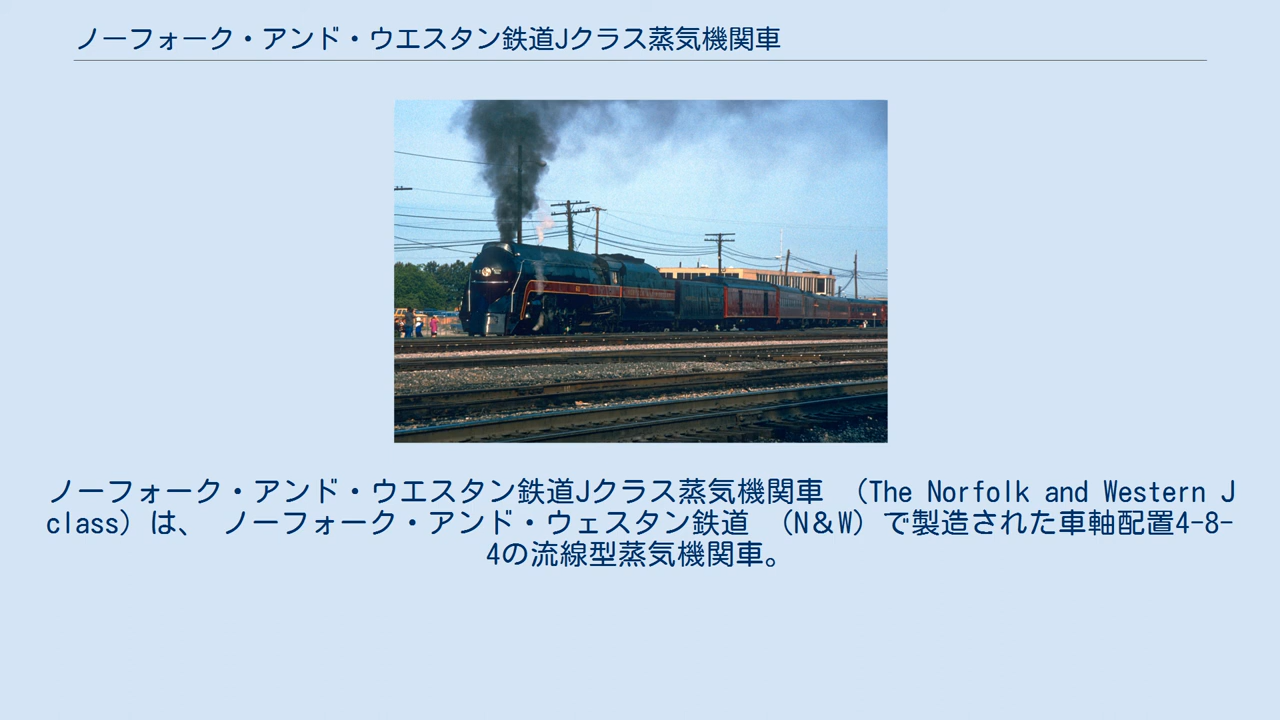 ノーフォーク・アンド・ウエスタン鉄道Jクラス蒸気機関車
ノーフォーク・アンド・ウエスタン鉄道Jクラス蒸気機関車 （The Norfolk and Western J
class）は、 ノーフォーク・アンド・ウェスタン鉄道 （N＆W）で製造された車軸配置4-8-
4の流線型蒸気機関車。